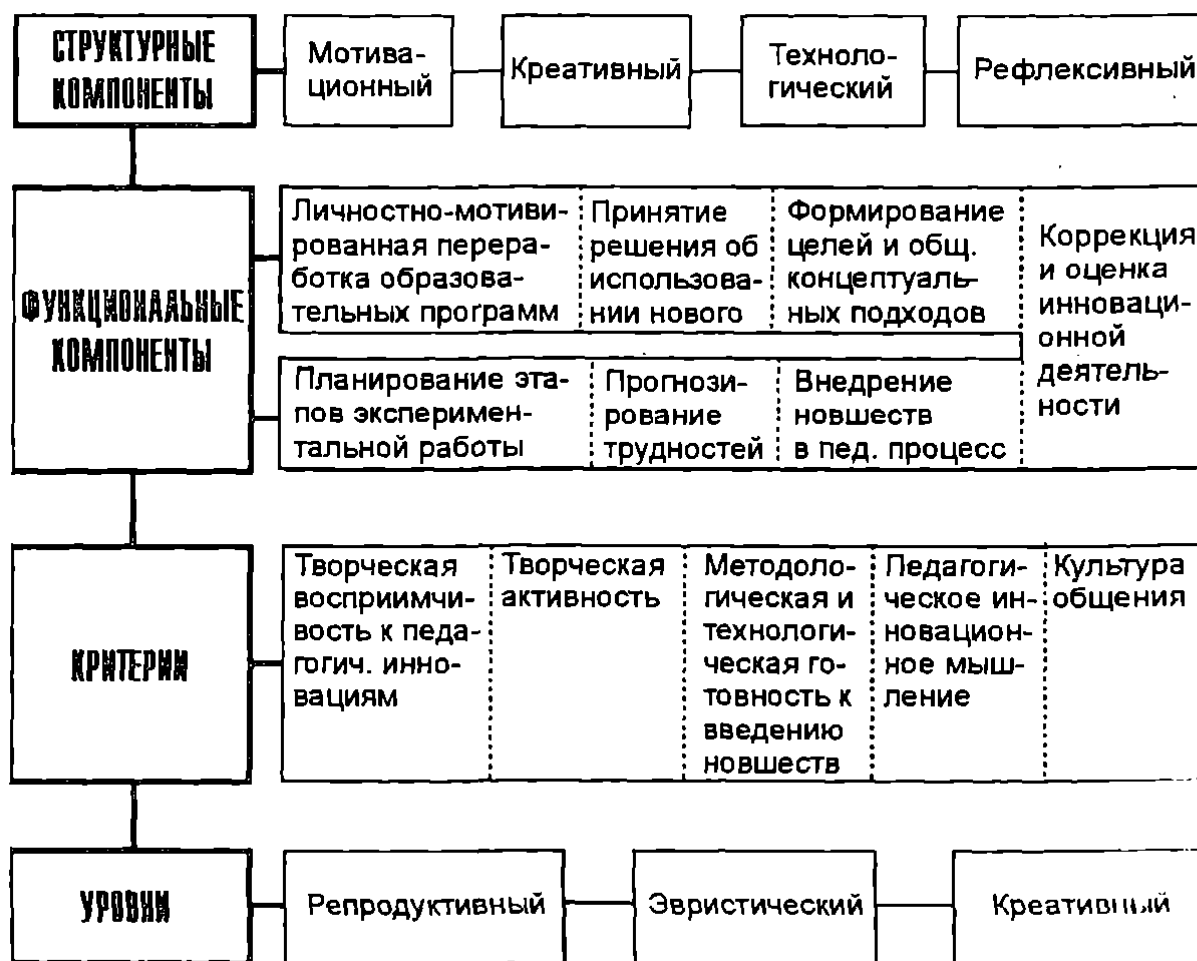 СТРУКТУРНЫЕ
КОМПОНЕНТЫ
Мотива-
ционный
Креативный
Техноло-
гический
Рефлексивный
ФУНКЦИОНАЛЬНЫЕ
КОМПОНЕНТЫ
Личностно-мотиви-
рованная перера-
ботка образова-
тельных программ
Принятие
решения об
использова-
нии нового
Формирование
целей и общ.
концептуаль-
ных подходов
Коррекция
и оценка
инноваци-
онной
деятель-
ности
Планирование эта-
пов эксперимен-
тальной работы
Прогнози-
рование
трудностей
Внедрение
новшеств
в пед. процесс
КРИТЕРИИ
Творческая
восприимчи-
вость к педа-
гогич. инно-
вациям
Творческая
активность
Методоло-
гическая и
технологи-
ческая го-
товность к
введению
новшеств
Педагоги-
ческое ин-
новацион-
ное мыш-
ление
Культура
общения
УРОВНИ
Репродуктивный
Эвристический
Креативный